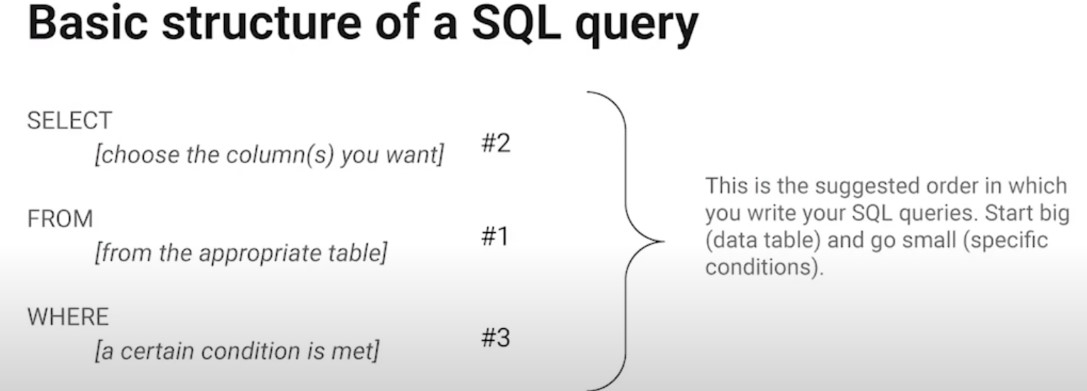 Basic structure of a SQL query
SELECT
[choose the column(s) you want]
#2
FROM
[from the appropriate table]
#1
WHERE
[a certain condition is met]
#3
This is the suggested order in which
you write your SQL queries. Start big
(data table) and go small (specific
conditions).